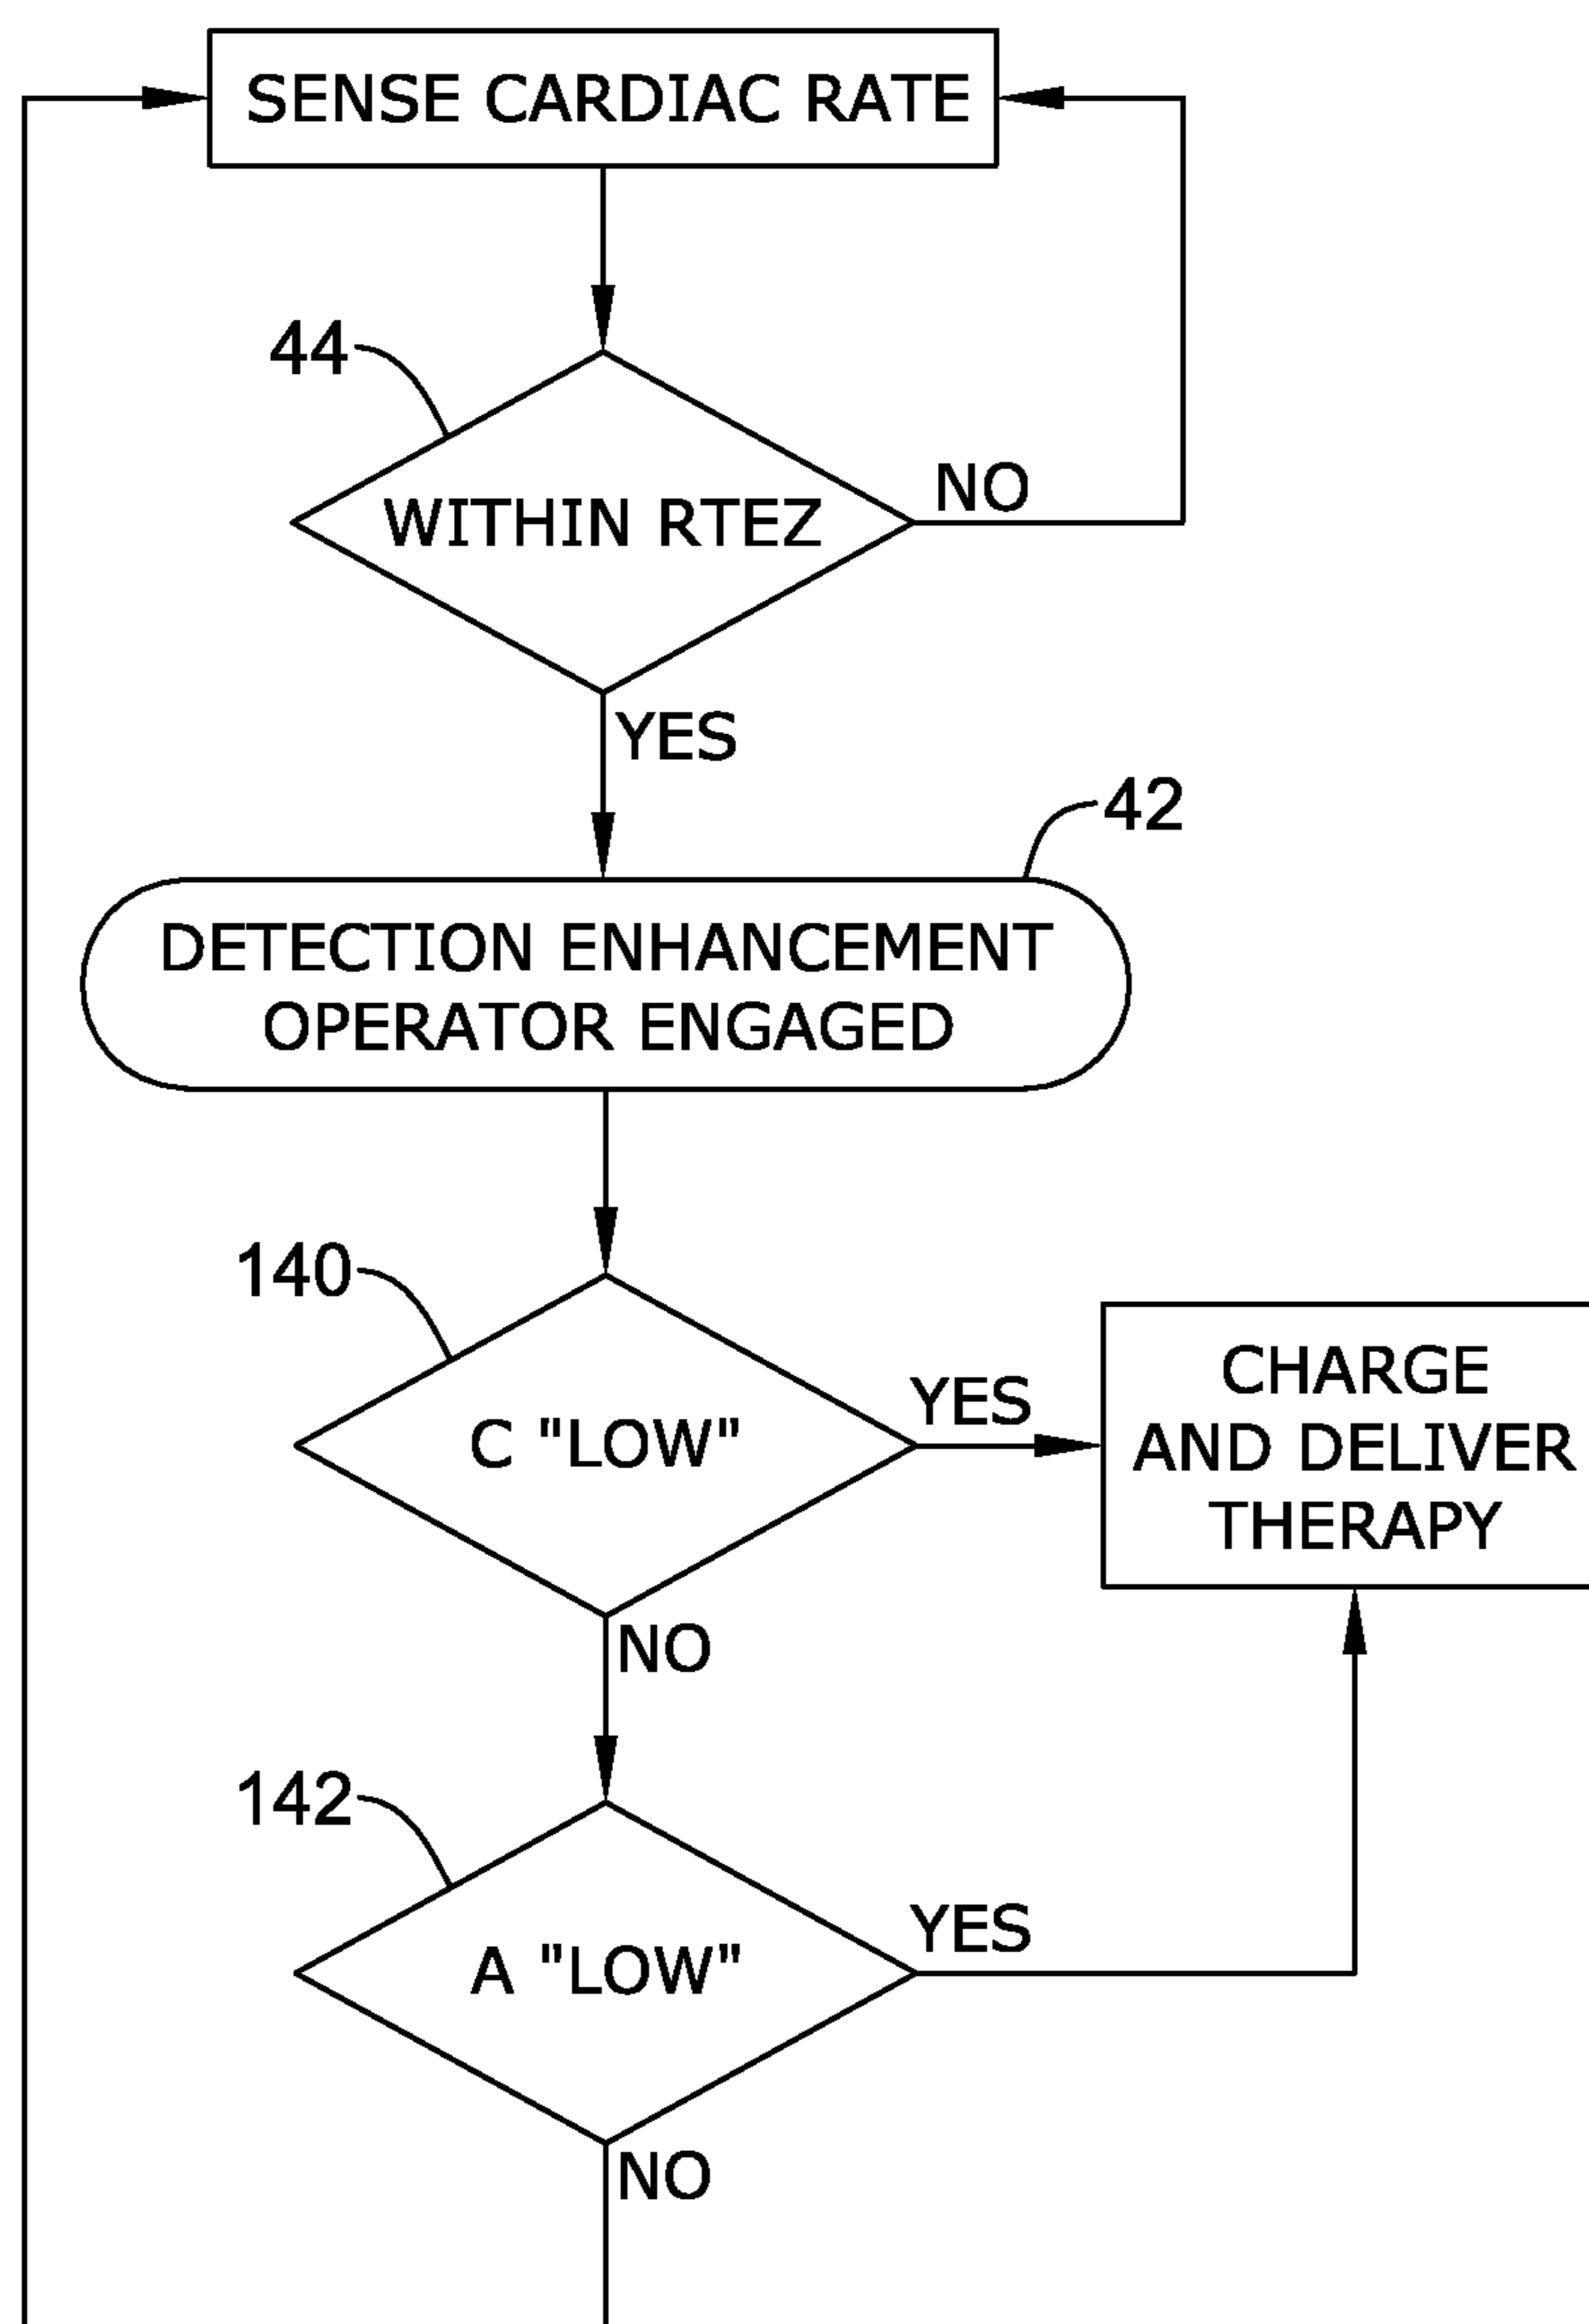 SENSE CARDIAC RATE
44
WITHIN RTEZ
NO
YES
42
DETECTION ENHANCEMENT
OPERATOR ENGAGED
140
C "LOW"
YES
CHARGE
AND DELIVER
THERAPY
NO
142
A "LOW"
YES
NO